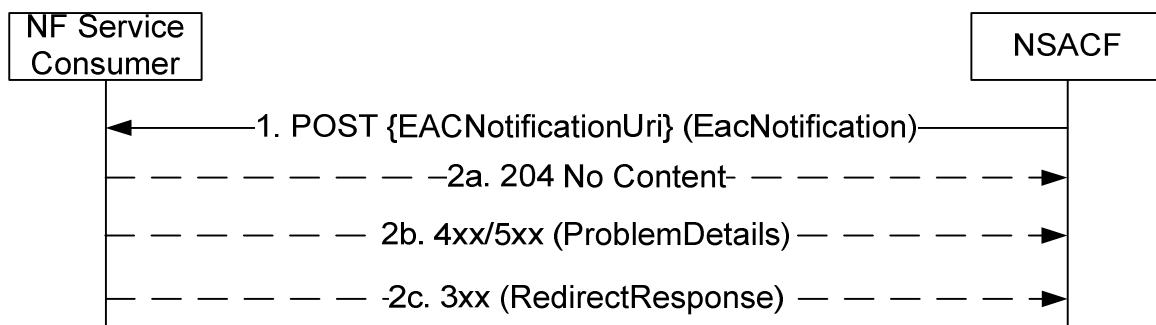 NF Service
Consumer
NSACF
1. POST {EACNotificationUri} (EacNotification)
2a. 204 No Content
2b. 4xx/5xx (ProblemDetails)
2c. 3xx (RedirectResponse)